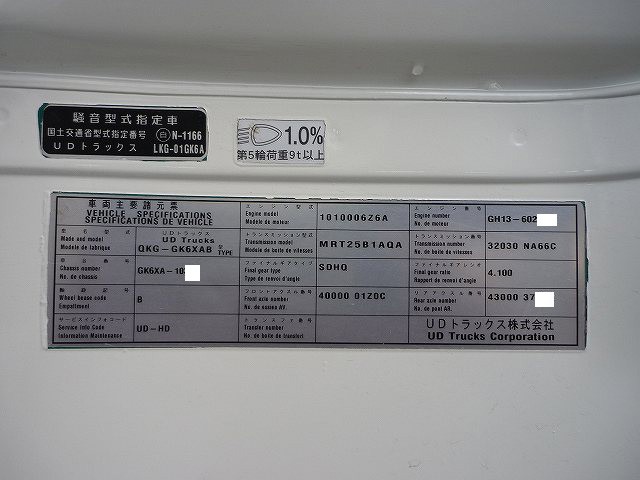 騒音型式指定車
国土交通省型式指定番号 自 N-1166
UDトラックス LKG-01GK6A
1.0%
第5輪荷重9t以上
車両主要諸元票
VEHICLE SPECIFICATIONS
SPECIFICATIONS DE VEHICLE
車名型式
Made and model
Modele de fabrique
UDトラックス
UD Trucks
QKG-GK6XAB TYPE
車台番号
Chassis number
No. de chassis
GK6XA-10
軸距記号
Wheel base code
Empattment
B
サービスインフォコード
Service Info Code
Information Maintenance
UD-HD
エンジン型式
Engine model
Modele de moteur
1010006Z6A
トランスミッション型式
Transmission model
Modele de boite de vitesses
MRT25B1AQA
ファイナルギアタイプ
Final gear type
Type de renvoi d'angle
SDHQ
フロントアクスル番号
Front axle number
No. de essieu AV.
40000 01Z0C
トランスファ番号
Transfer number
No. de boite de transfert
エンジン番号
Engine number
No. de moteur
GH13-602
トランスミッション番号
Transmission number
No. de boite de vitesses
32030 NA66C
ファイナルギアレシオ
Final gear ratio
Rapport de renvoi d'angle
4.100
リアアクスル番号
Rear axle number
No. de pont AR.
43000 37
UDトラックス株式会社
UD Trucks Corporation